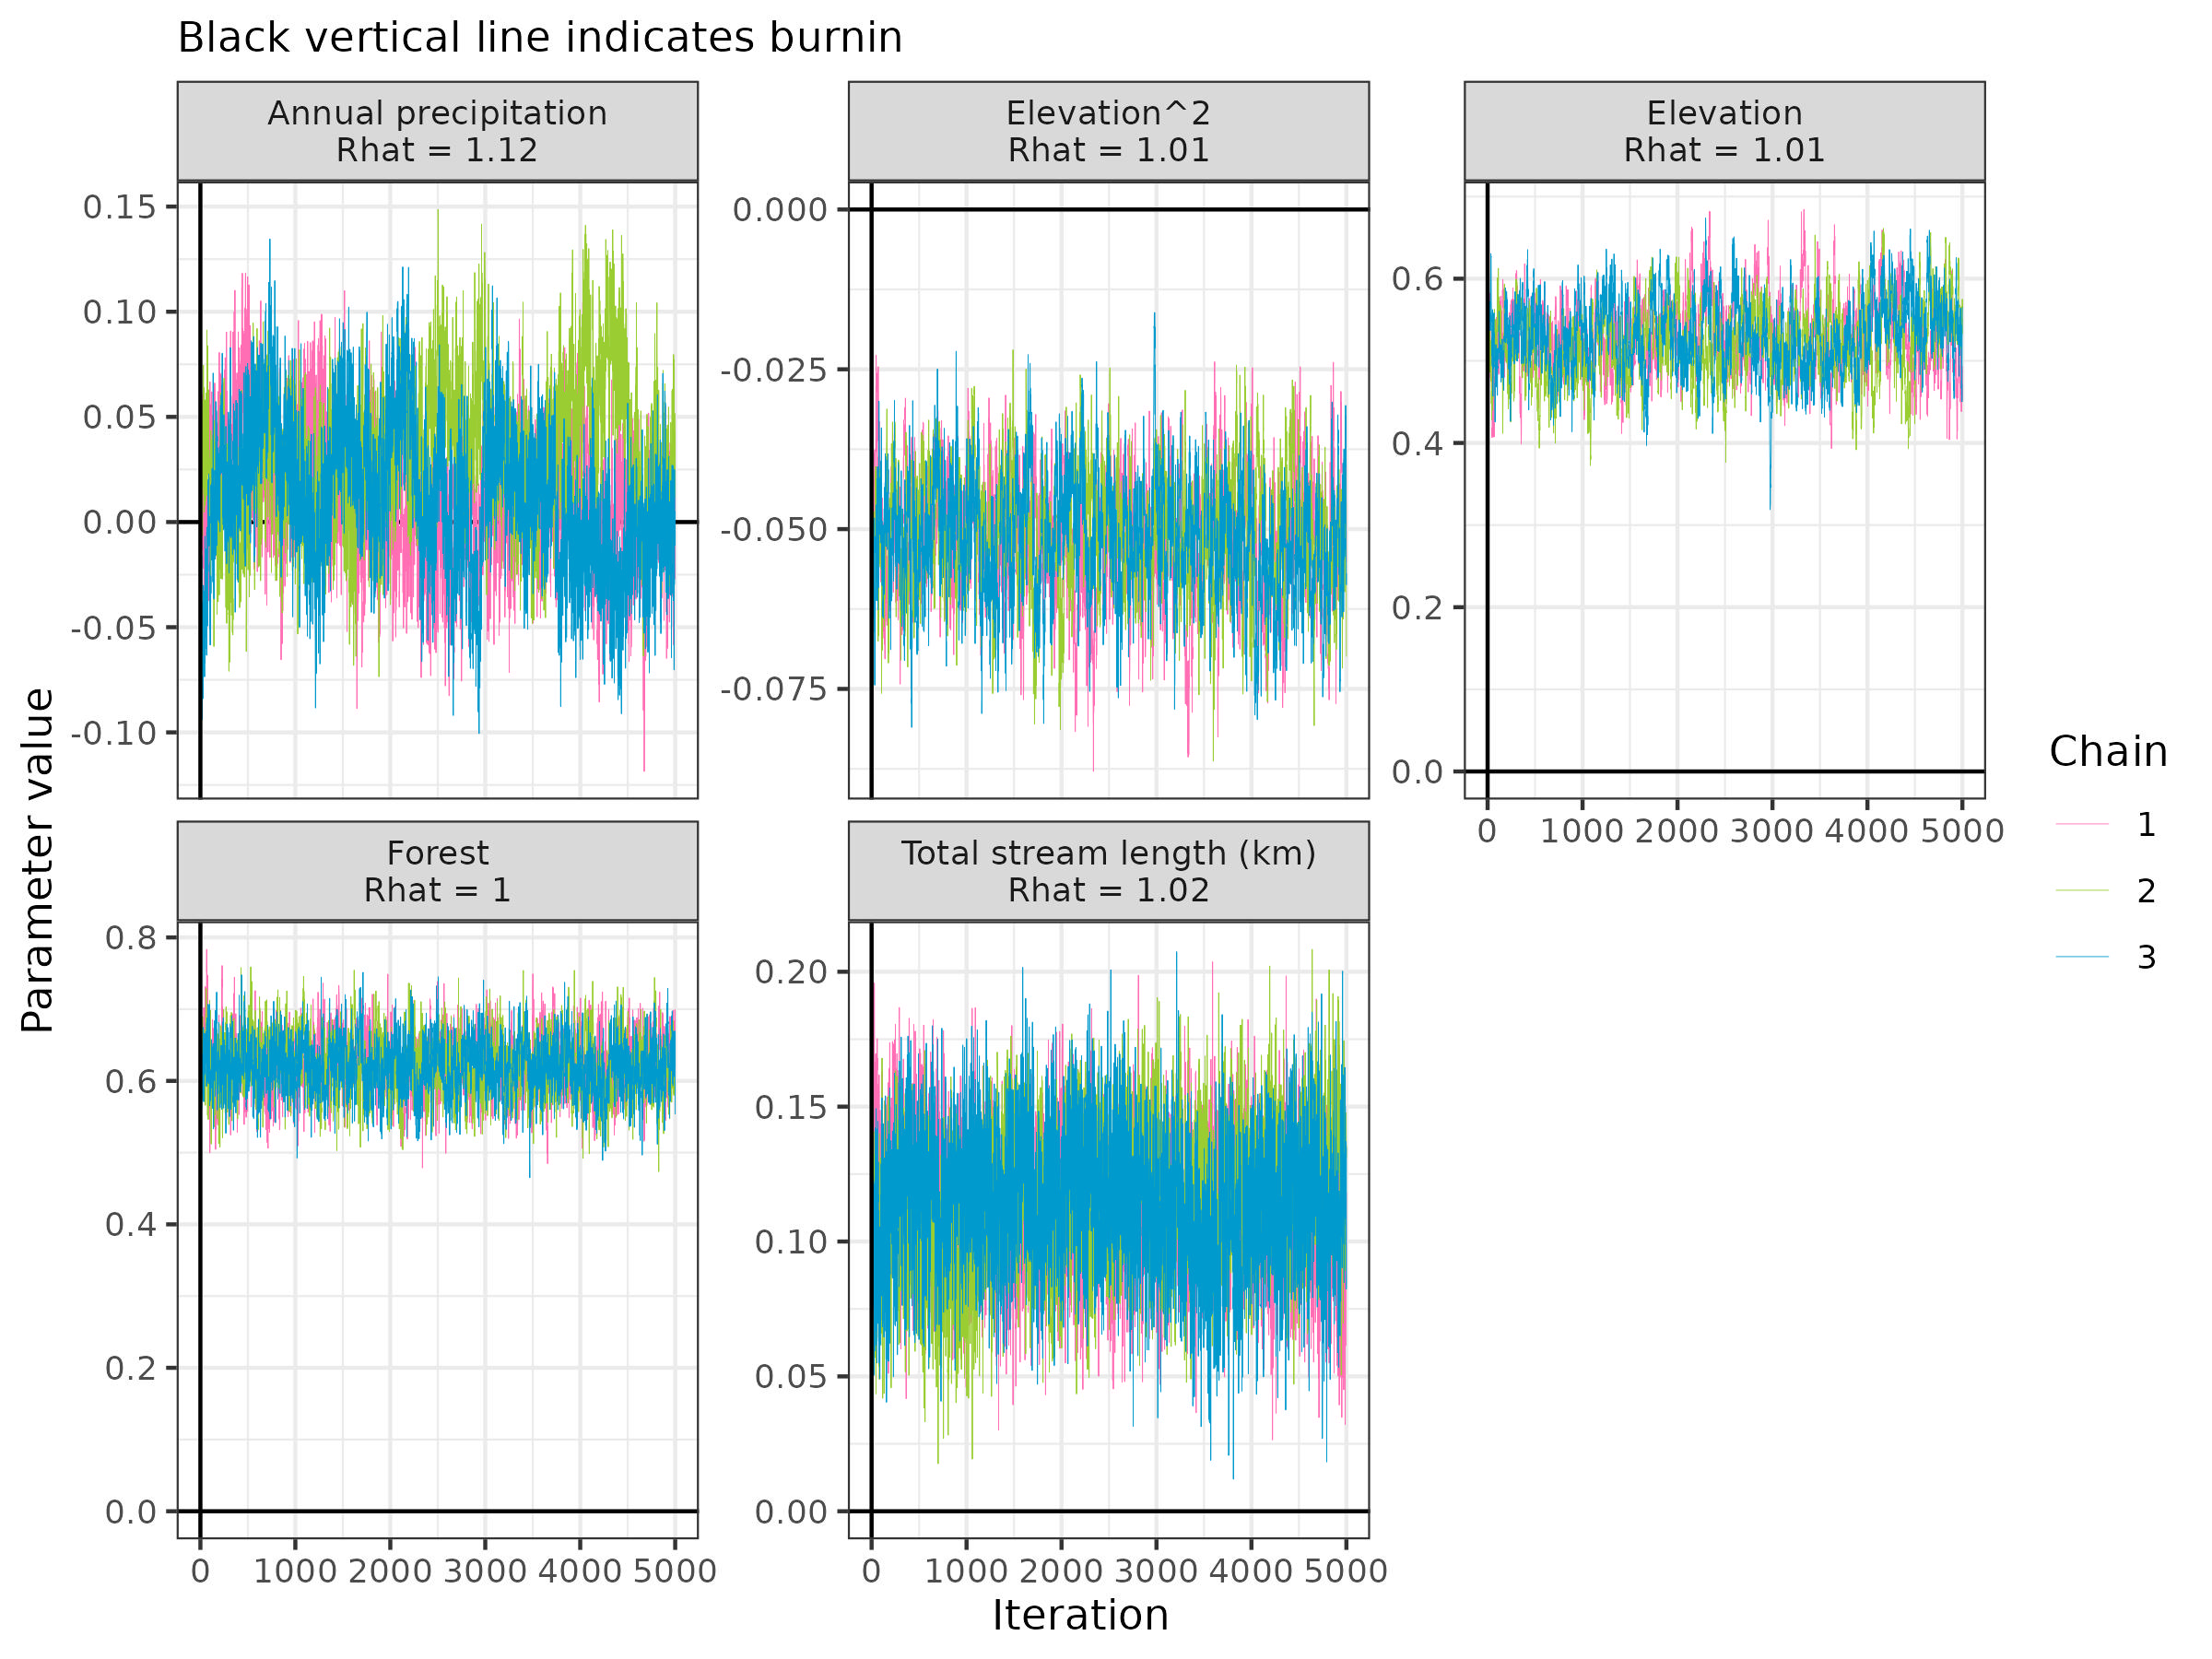 Black vertical line indicates burnin
Annual precipitation
Rhat = 1.12
Elevation^2
Rhat = 1.01
Elevation
Rhat = 1.01
0.15
0.10
0.05
0.00
-0.05
-0.10
0.000
-0.025
-0.050
-0.075
0.6
0.4
0.2
0.0
0 1000 2000 3000 4000 5000
Forest
Rhat = 1
Total stream length (km)
Rhat = 1.02
0.8
0.6
0.4
0.2
0.0
0.20
0.15
0.10
0.05
0.00
0 1000 2000 3000 4000 5000
0 1000 2000 3000 4000 5000
Iteration
Parameter value
Chain
1
2
3